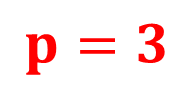 p = 3